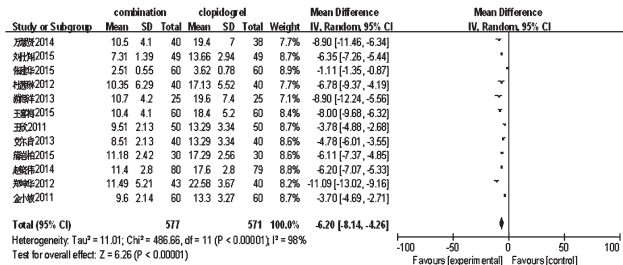 combination clopidogrel Mean Difference Mean Difference
Study or Subgroup Mean SD Total Mean SD Total Weight IV, Random, 95% CI IV, Random, 95% CI
2014 10.5 4.1 40 19.4 7 38 7.7% -8.90 [-11.46, -6.34]
2015 7.31 1.39 49 13.66 2.94 49 8.7% -6.35 [-7.26, -5.44]
2015 2.51 0.55 60 3.62 0.78 60 8.9% -1.11 [-1.35, -0.87]
2012 10.35 6.29 40 17.13 5.52 40 7.7% -6.78 [-9.37, -4.19]
2013 10.7 4.2 25 19.6 7.4 25 7.1% -8.90 [-12.24, -5.56]
2015 10.4 4.1 60 18.4 5.2 60 8.4% -8.00 [-9.68, -6.32]
2011 9.51 2.13 50 13.29 3.34 50 8.7% -3.78 [-4.88, -2.68]
2013 8.51 2.13 40 13.29 3.34 40 8.6% -4.78 [-6.01, -3.55]
2015 11.18 2.42 30 17.29 2.56 30 8.6% -6.11 [-7.37, -4.85]
2014 11.4 2.8 80 17.6 2.8 79 8.7% -6.20 [-7.07, -5.33]
2012 11.49 5.21 43 22.58 3.67 40 8.2% -11.09 [-13.02, -9.16]
2011 9.6 2.14 60 13.3 3.27 60 8.7% -3.70 [-4.69, -2.71]
Total (95% CI) 577 571 100.0% -6.20 [-8.14, -4.26]
Heterogeneity: Tau² = 11.01; Chi² = 486.66, df = 11 (P < 0.00001); I² = 98%
Test for overall effect: Z = 6.26 (P < 0.00001)
-100 -50 0 50 100
Favours [experimental] Favours [control]